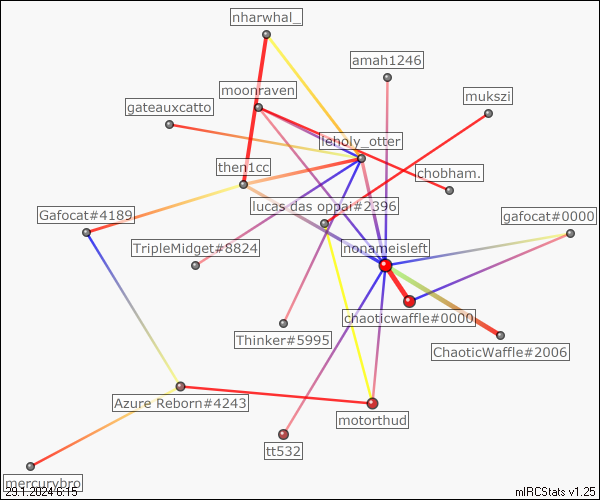 nharwhal_
amah1246
moonraven
mukszi
gateauxcatto
leholy_otter
then1cc
chobham.
lucas das oppai#2396
Gafocat#4189
gafocat#0000
TripleMidget#8824
nonameisleft
chaoticwaffle#0000
Thinker#5995
ChaoticWaffle#2006
Azure Reborn#4243
motorthud
tt532
mercurybro
29.1.2024 6:15
mIRCStats v1.25